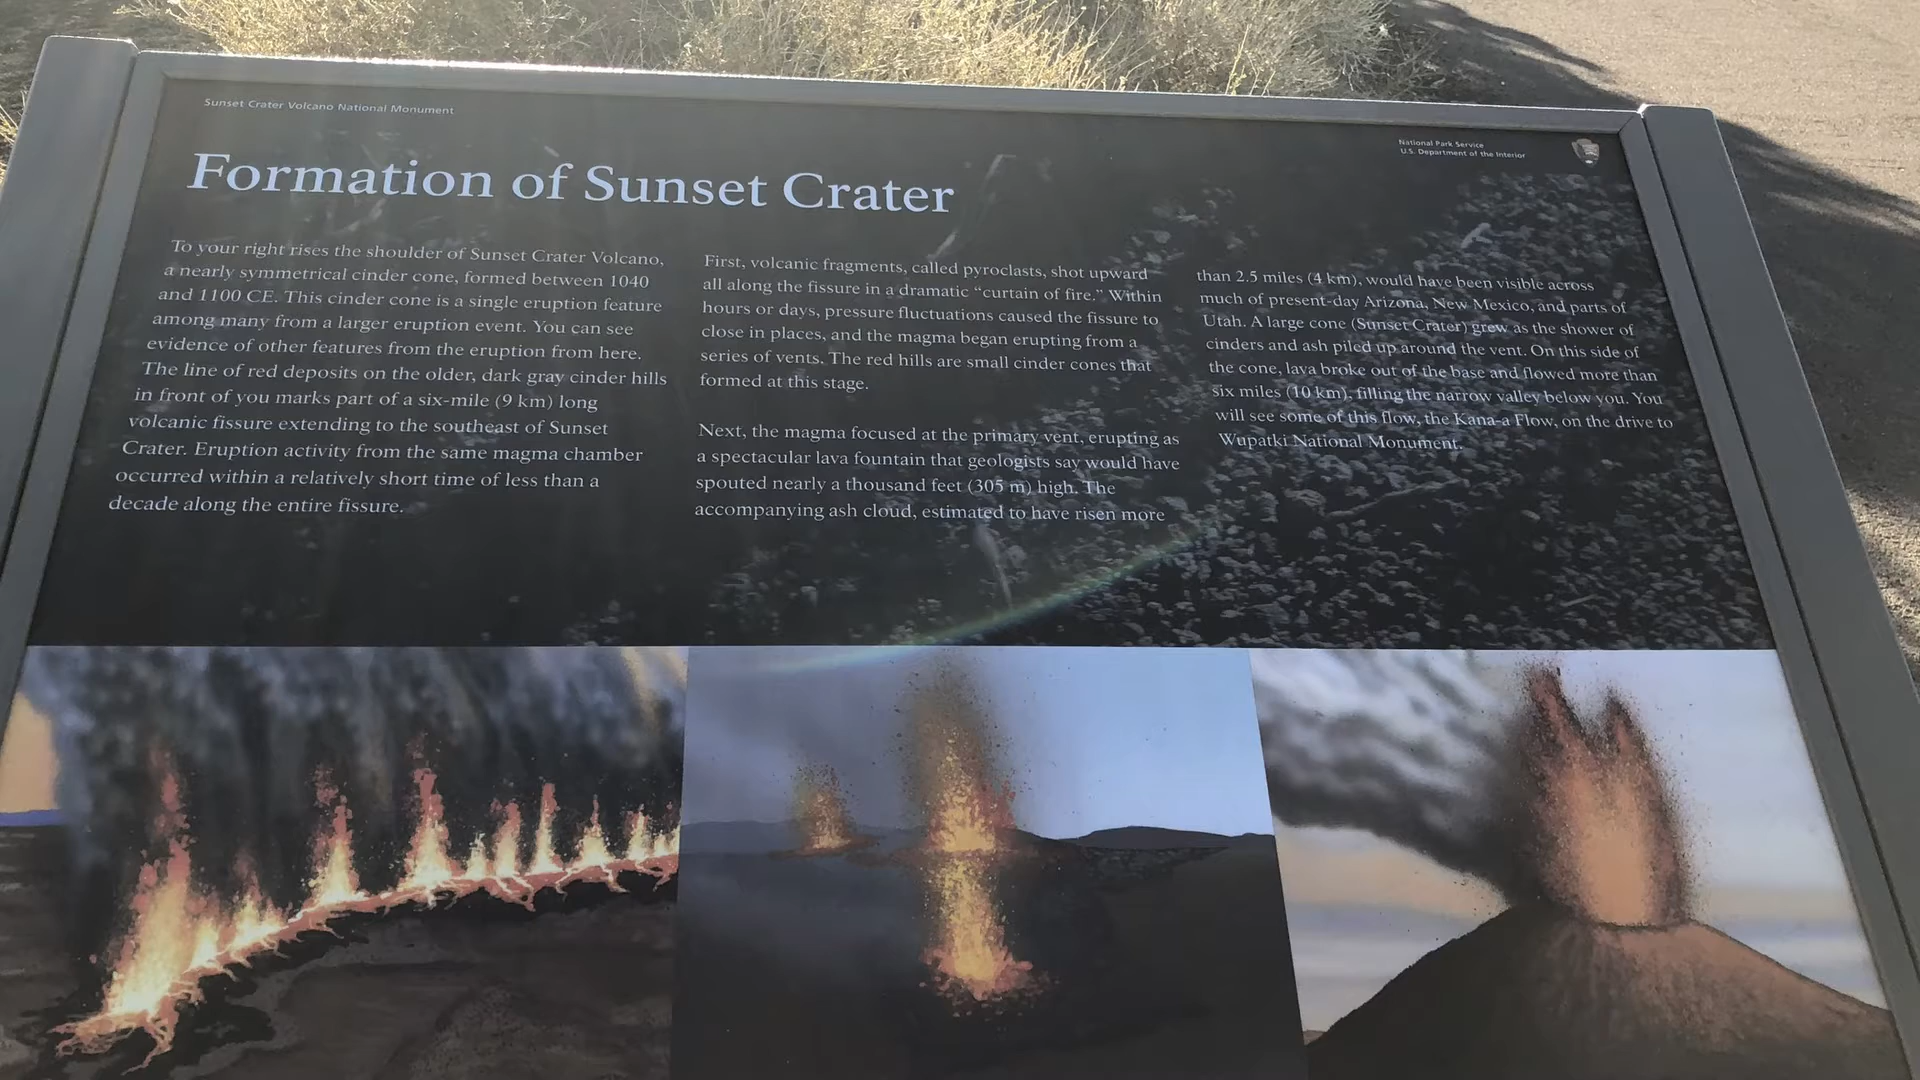 Sunset Crater Volcano National Monument
National Park Service
U.S. Department of the Interior
Formation of Sunset Crater
To your right rises the shoulder of Sunset Crater Volcano,
a nearly symmetrical cinder cone, formed between 1040
and 1100 CE. This cinder cone is a single eruption feature
among many from a larger eruption event. You can see
evidence of other features from the eruption from here.
The line of red deposits on the older, dark gray cinder hills
in front of you marks part of a six-mile (9 km) long
volcanic fissure extending to the southeast of Sunset
Crater. Eruption activity from the same magma chamber
occurred within a relatively short time of less than a
decade along the entire fissure.
First, volcanic fragments, called pyroclasts, shot upward
all along the fissure in a dramatic “curtain of fire.” Within
hours or days, pressure fluctuations caused the fissure to
close in places, and the magma began erupting from a
series of vents. The red hills are small cinder cones that
formed at this stage.
Next, the magma focused at the primary vent, erupting as
a spectacular lava fountain that geologists say would have
spouted nearly a thousand feet (305 m) high. The
accompanying ash cloud, estimated to have risen more
than 2.5 miles (4 km), would have been visible across
much of present-day Arizona, New Mexico, and parts of
Utah. A large cone (Sunset Crater) grew as the shower of
cinders and ash piled up around the vent. On this side of
the cone, lava broke out of the base and flowed more than
six miles (10 km), filling the narrow valley below you. You
will see some of this flow, the Kana-a Flow, on the drive to
Wupatki National Monument.